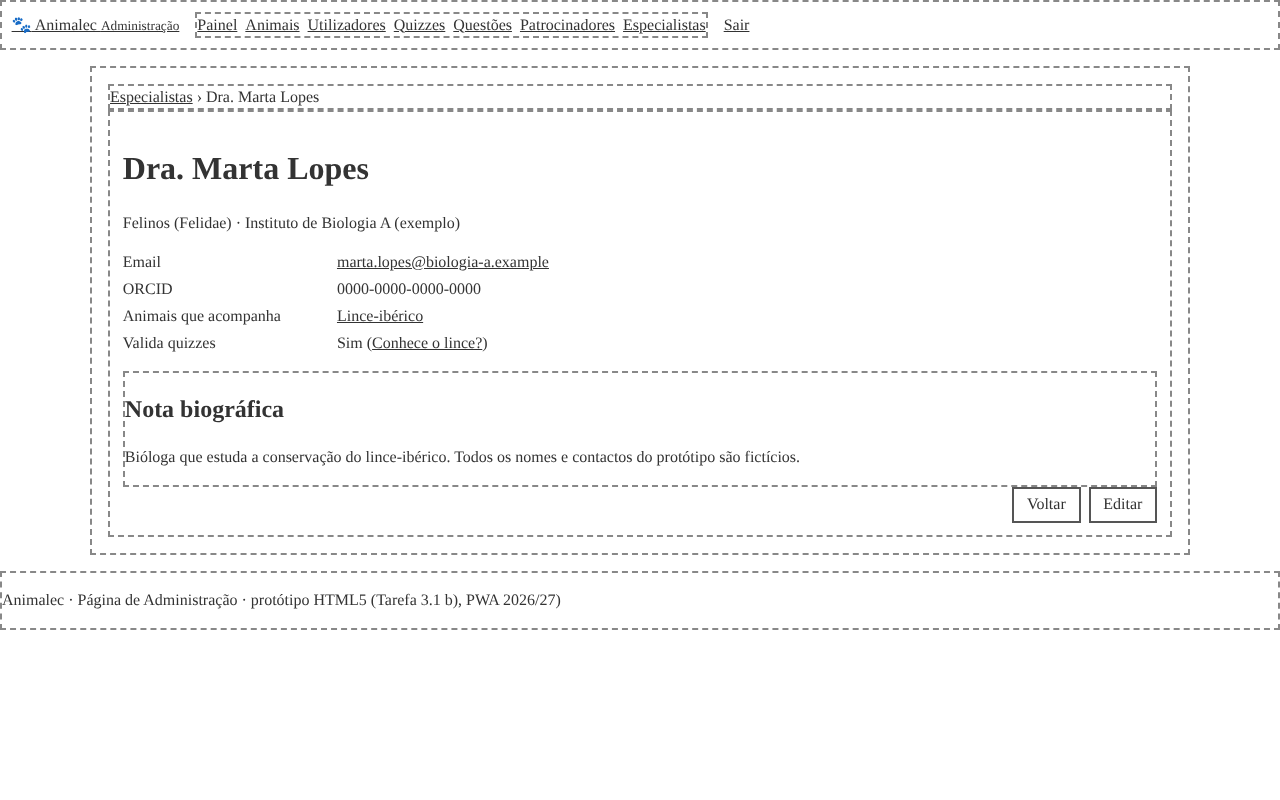 🐾 Animalec Administração Painel Animais Utilizadores Quizzes Questões Patrocinadores Especialistas Sair
Especialistas › Dra. Marta Lopes
Dra. Marta Lopes
Felinos (Felidae) · Instituto de Biologia A (exemplo)
Email marta.lopes@biologia-a.example
ORCID 0000-0000-0000-0000
Animais que acompanha Lince-ibérico
Valida quizzes Sim (Conhece o lince?)
Nota biográfica
Bióloga que estuda a conservação do lince-ibérico. Todos os nomes e contactos do protótipo são fictícios.
Voltar Editar
Animalec · Página de Administração · protótipo HTML5 (Tarefa 3.1 b), PWA 2026/27)